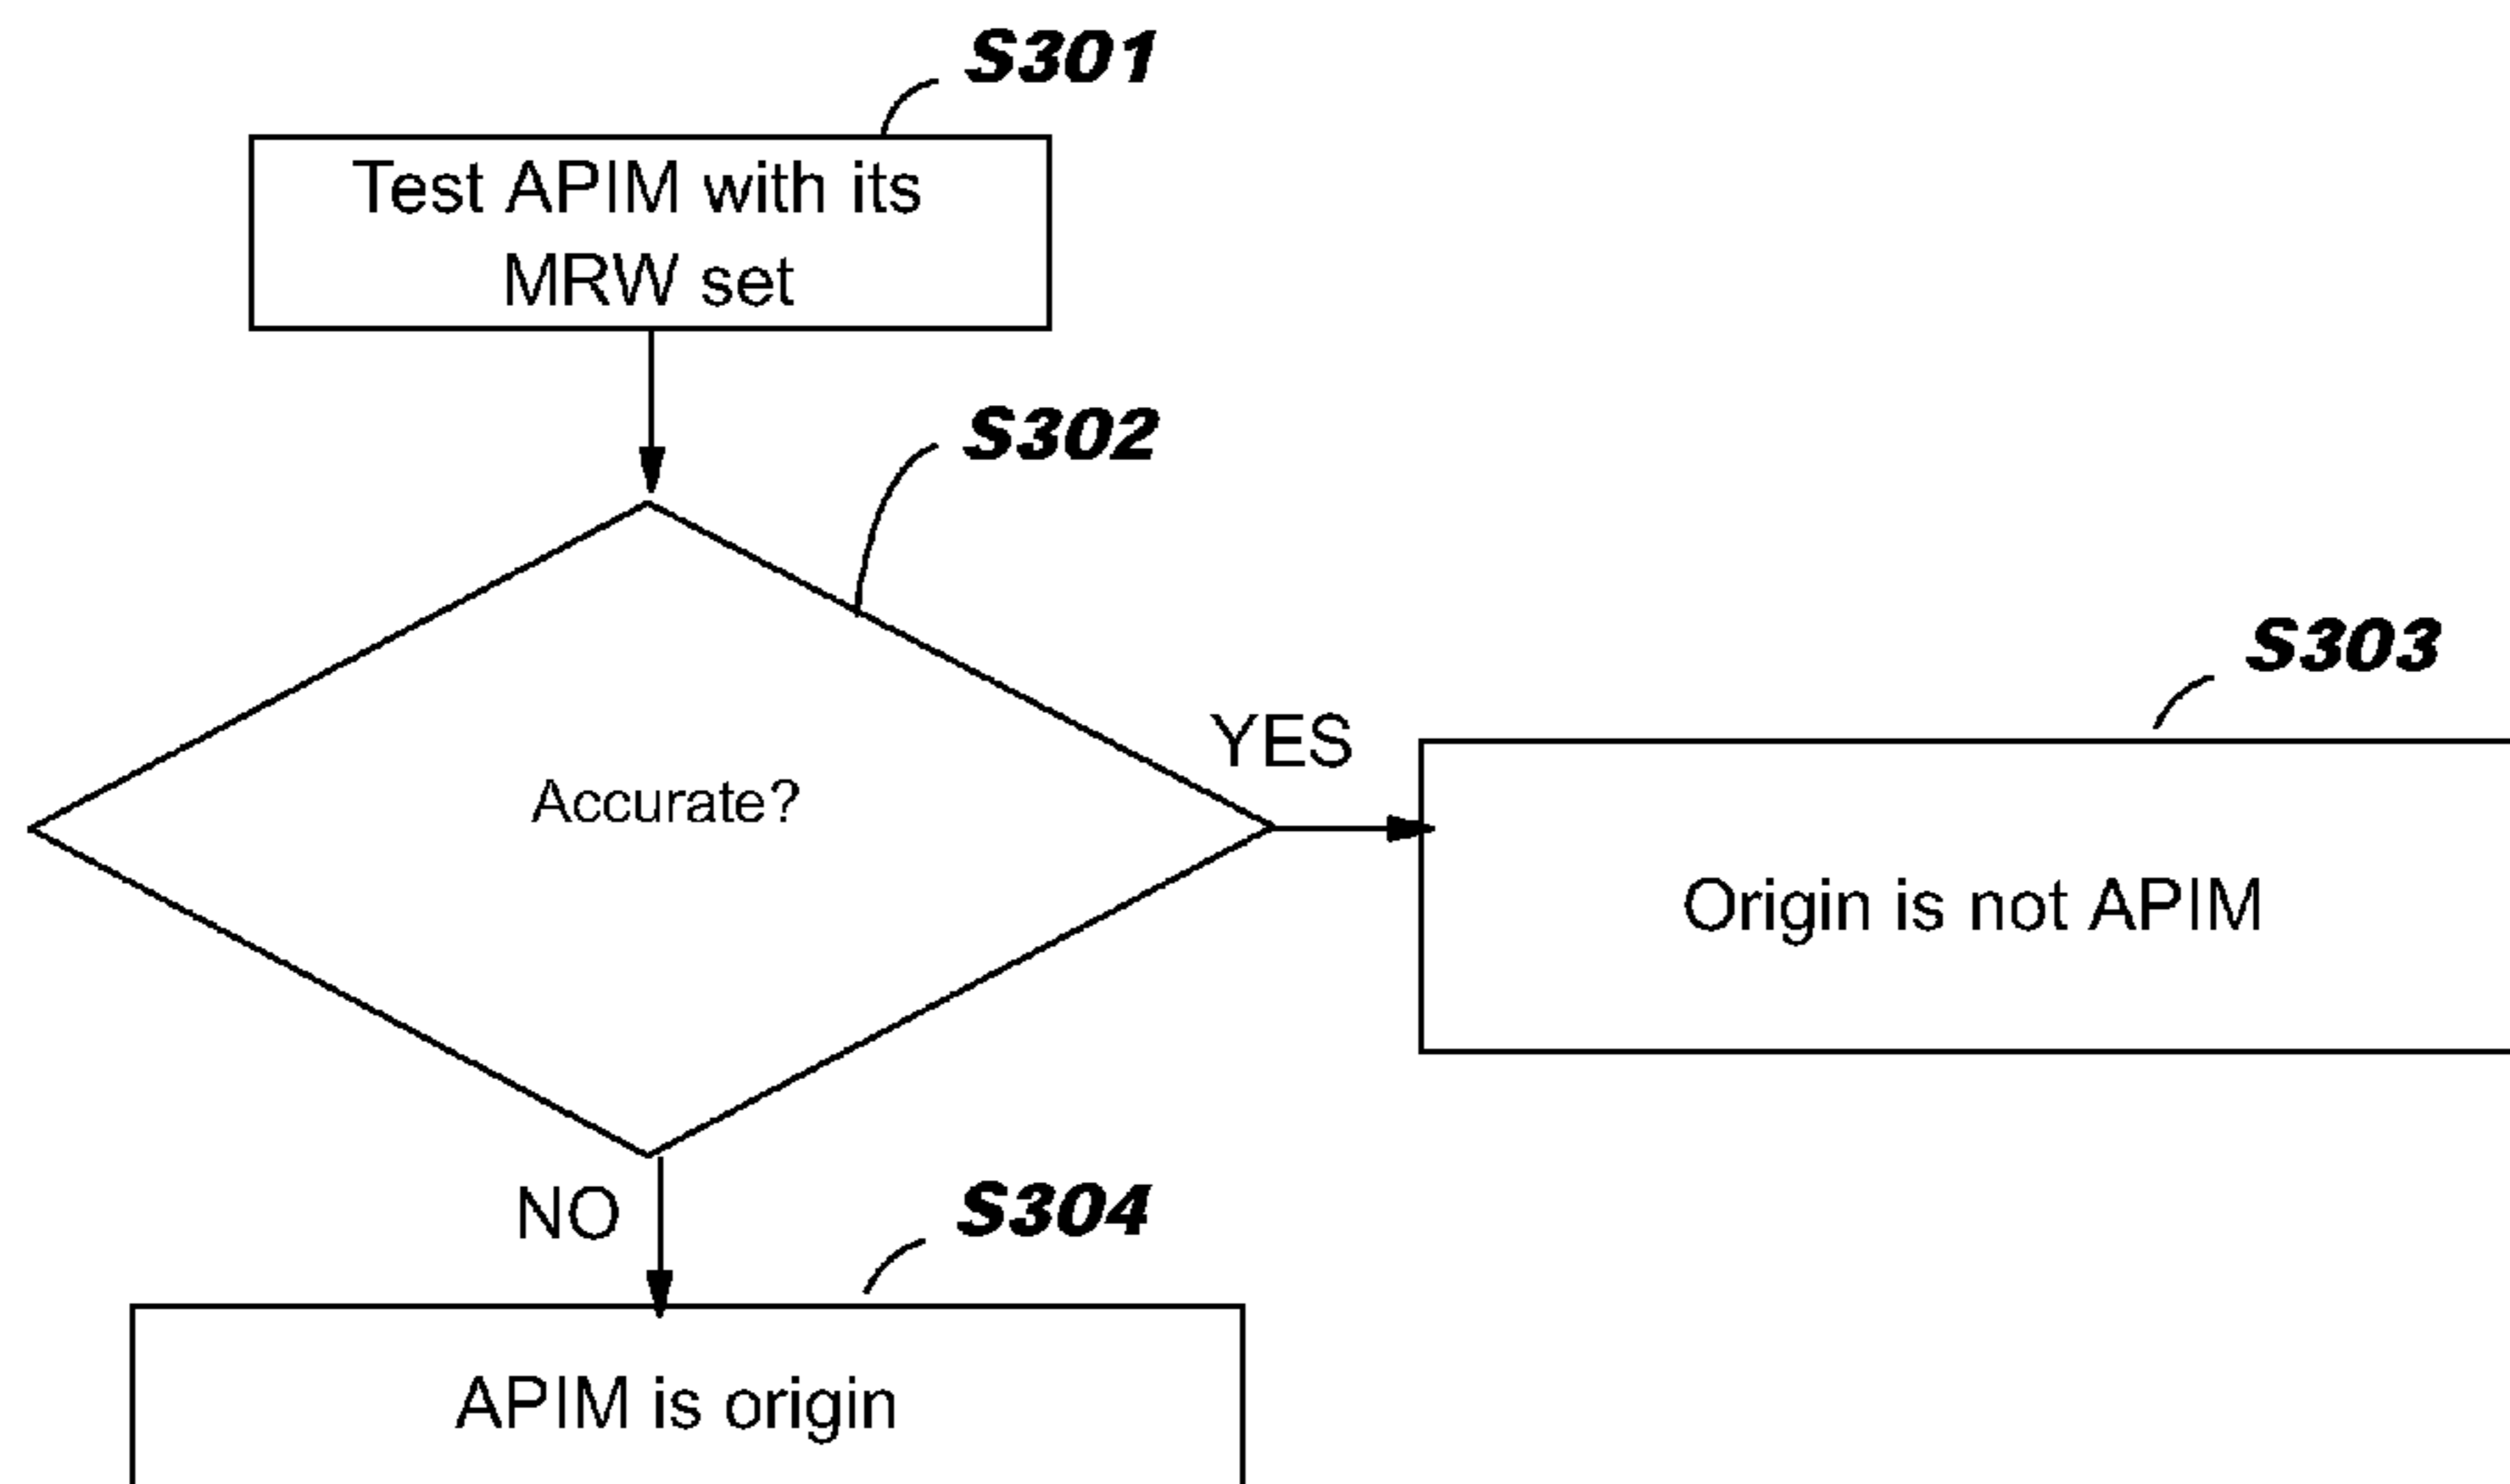 S301
Test APIM with its
MRW set
S302
Accurate?
YES
S303
Origin is not APIM
NO
S304
APIM is origin